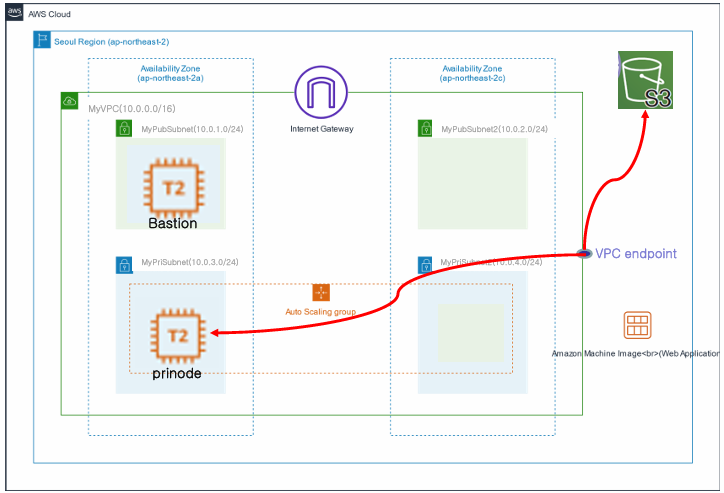 aws
AWS Cloud
Seoul Region (ap-northeast-2)
Availability Zone
(ap-northeast-2a)
Availability Zone
(ap-northeast-2c)
S3
MyVPC(10.0.0.0/16)
Internet Gateway
MyPubSubnet(10.0.1.0/24)
MyPubSubnet2(10.0.2.0/24)
T2
Bastion
VPC endpoint
MyPriSubnet(10.0.3.0/24)
MyPriSubnet2(10.0.4.0/24)
Auto Scaling group
T2
prinode
Amazon Machine Image<br>(Web Application